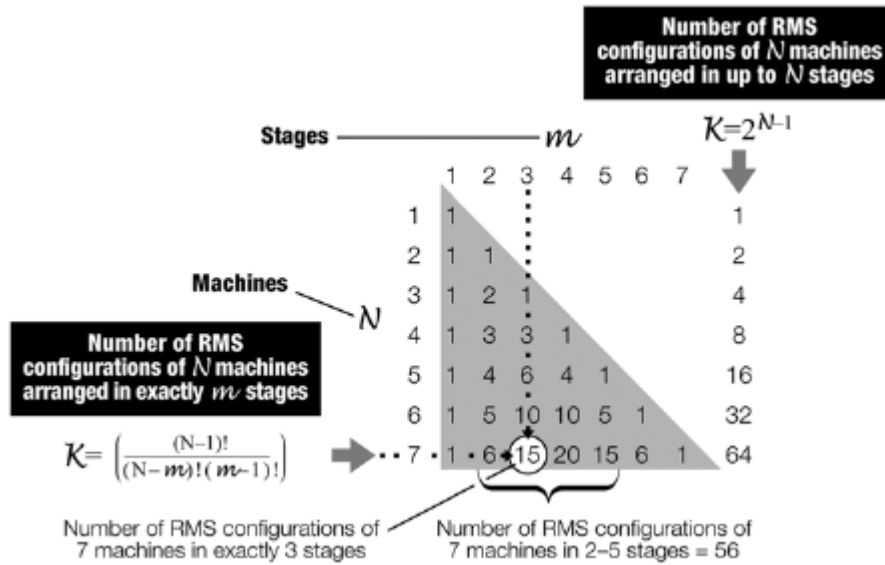 Number of RMS
configurations of N machines
arranged in up to N stages
K=2^{N-1}
Stages m
1 2 3 4 5 6 7
1 1 1
2 1 1 2
Machines
N
3 1 2 1 4
4 1 3 3 1 8
5 1 4 6 4 1 16
6 1 5 10 10 5 1 32
7 1 6 15 20 15 6 1 64
Number of RMS
configurations of N machines
arranged in exactly m stages
K= ((N-1)! / (N-m)!(m-1)!)
Number of RMS configurations of
7 machines in exactly 3 stages
Number of RMS configurations of
7 machines in 2–5 stages = 56